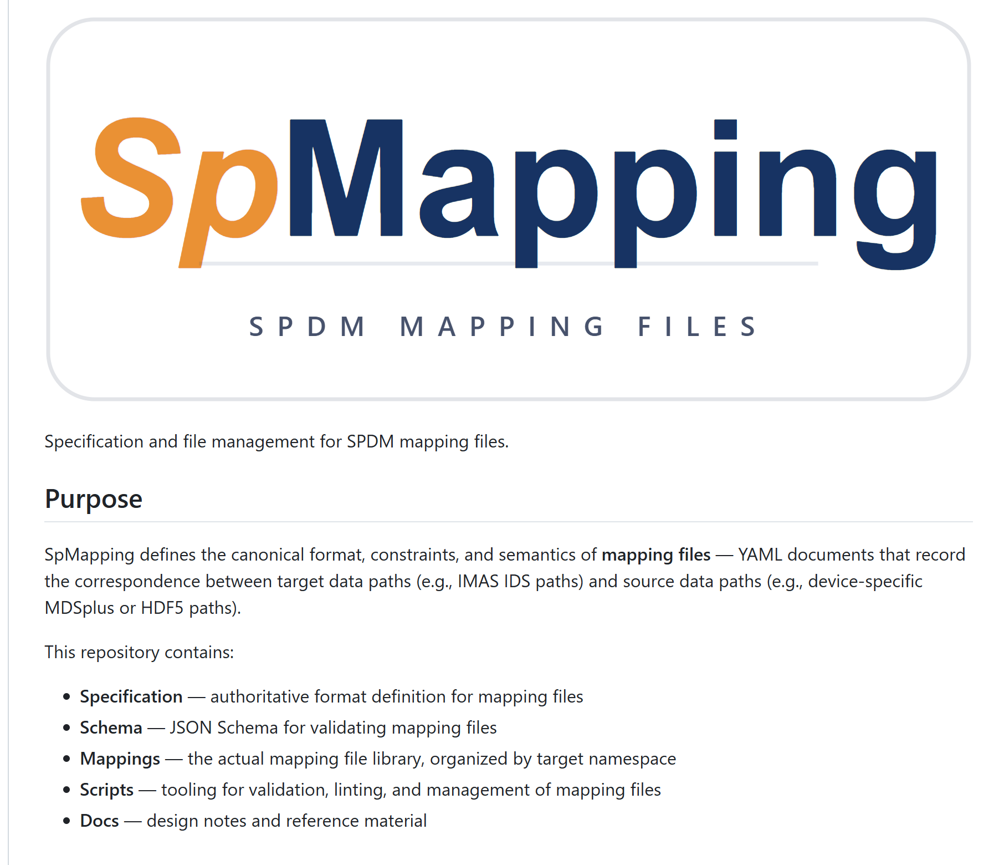 SpMapping
SPDM MAPPING FILES
Specification and file management for SPDM mapping files.
Purpose
SpMapping defines the canonical format, constraints, and semantics of mapping files — YAML documents that record
the correspondence between target data paths (e.g., IMAS IDS paths) and source data paths (e.g., device-specific
MDSplus or HDF5 paths).
This repository contains:
• Specification — authoritative format definition for mapping files
• Schema — JSON Schema for validating mapping files
• Mappings — the actual mapping file library, organized by target namespace
• Scripts — tooling for validation, linting, and management of mapping files
• Docs — design notes and reference material